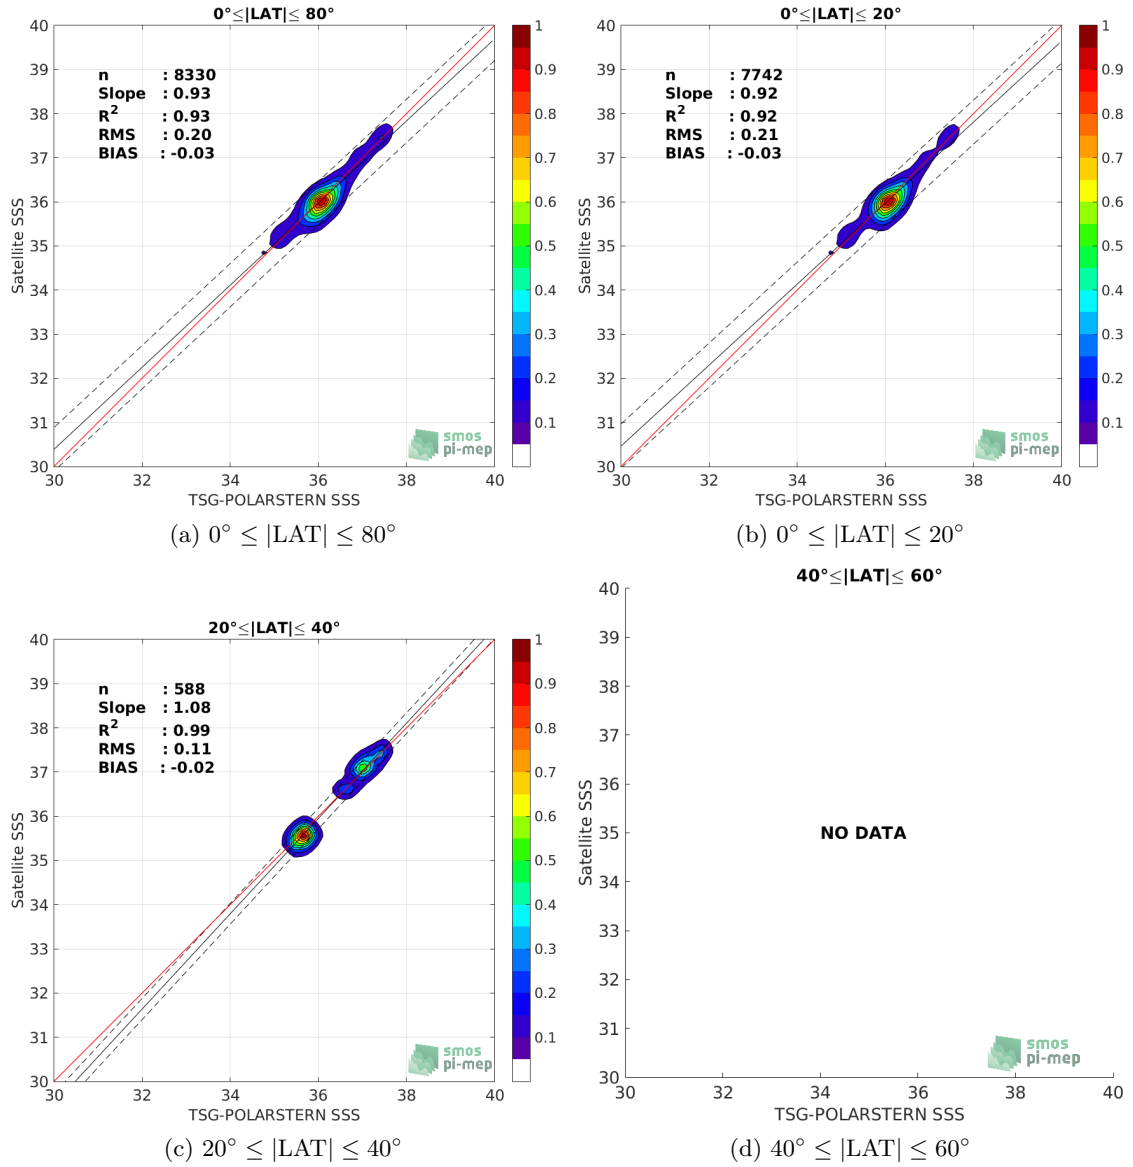 0°≤|LAT|≤ 80°
n : 8330
Slope : 0.93
R² : 0.93
RMS : 0.20
BIAS : -0.03
Satellite SSS
40
39
38
37
36
35
34
33
32
31
30
30 32 34 36 38 40
TSG-POLARSTERN SSS
1
0.9
0.8
0.7
0.6
0.5
0.4
0.3
0.2
0.1
smos
pi-mep
(a) 0° ≤ |LAT| ≤ 80°
0°≤|LAT|≤ 20°
n : 7742
Slope : 0.92
R² : 0.92
RMS : 0.21
BIAS : -0.03
Satellite SSS
40
39
38
37
36
35
34
33
32
31
30
30 32 34 36 38 40
TSG-POLARSTERN SSS
1
0.9
0.8
0.7
0.6
0.5
0.4
0.3
0.2
0.1
smos
pi-mep
(b) 0° ≤ |LAT| ≤ 20°
20°≤|LAT|≤ 40°
n : 588
Slope : 1.08
R² : 0.99
RMS : 0.11
BIAS : -0.02
Satellite SSS
40
39
38
37
36
35
34
33
32
31
30
30 32 34 36 38 40
TSG-POLARSTERN SSS
1
0.9
0.8
0.7
0.6
0.5
0.4
0.3
0.2
0.1
smos
pi-mep
(c) 20° ≤ |LAT| ≤ 40°
40°≤|LAT|≤ 60°
NO DATA
Satellite SSS
40
39
38
37
36
35
34
33
32
31
30
30 32 34 36 38 40
TSG-POLARSTERN SSS
smos
pi-mep
(d) 40° ≤ |LAT| ≤ 60°